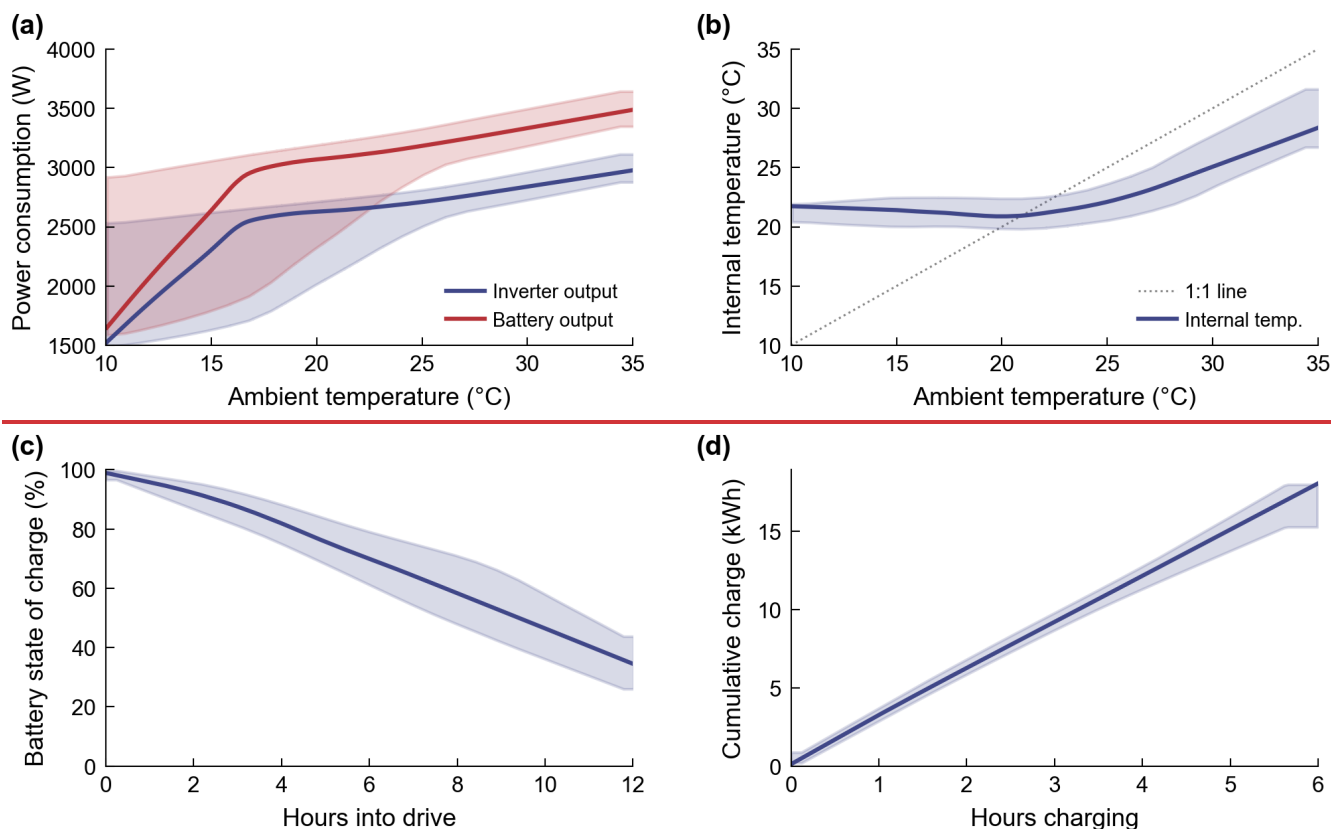 (a)
4000
3500
3000
2500
2000
1500
Power consumption (W)
10 15 20 25 30 35
Ambient temperature (°C)
Inverter output
Battery output
(b)
35
30
25
20
15
10
Internal temperature (°C)
10 15 20 25 30 35
Ambient temperature (°C)
1:1 line
Internal temp.
(c)
100
80
60
40
20
0
Battery state of charge (%)
0 2 4 6 8 10 12
Hours into drive
(d)
15
10
5
0
Cumulative charge (kWh)
0 1 2 3 4 5 6
Hours charging